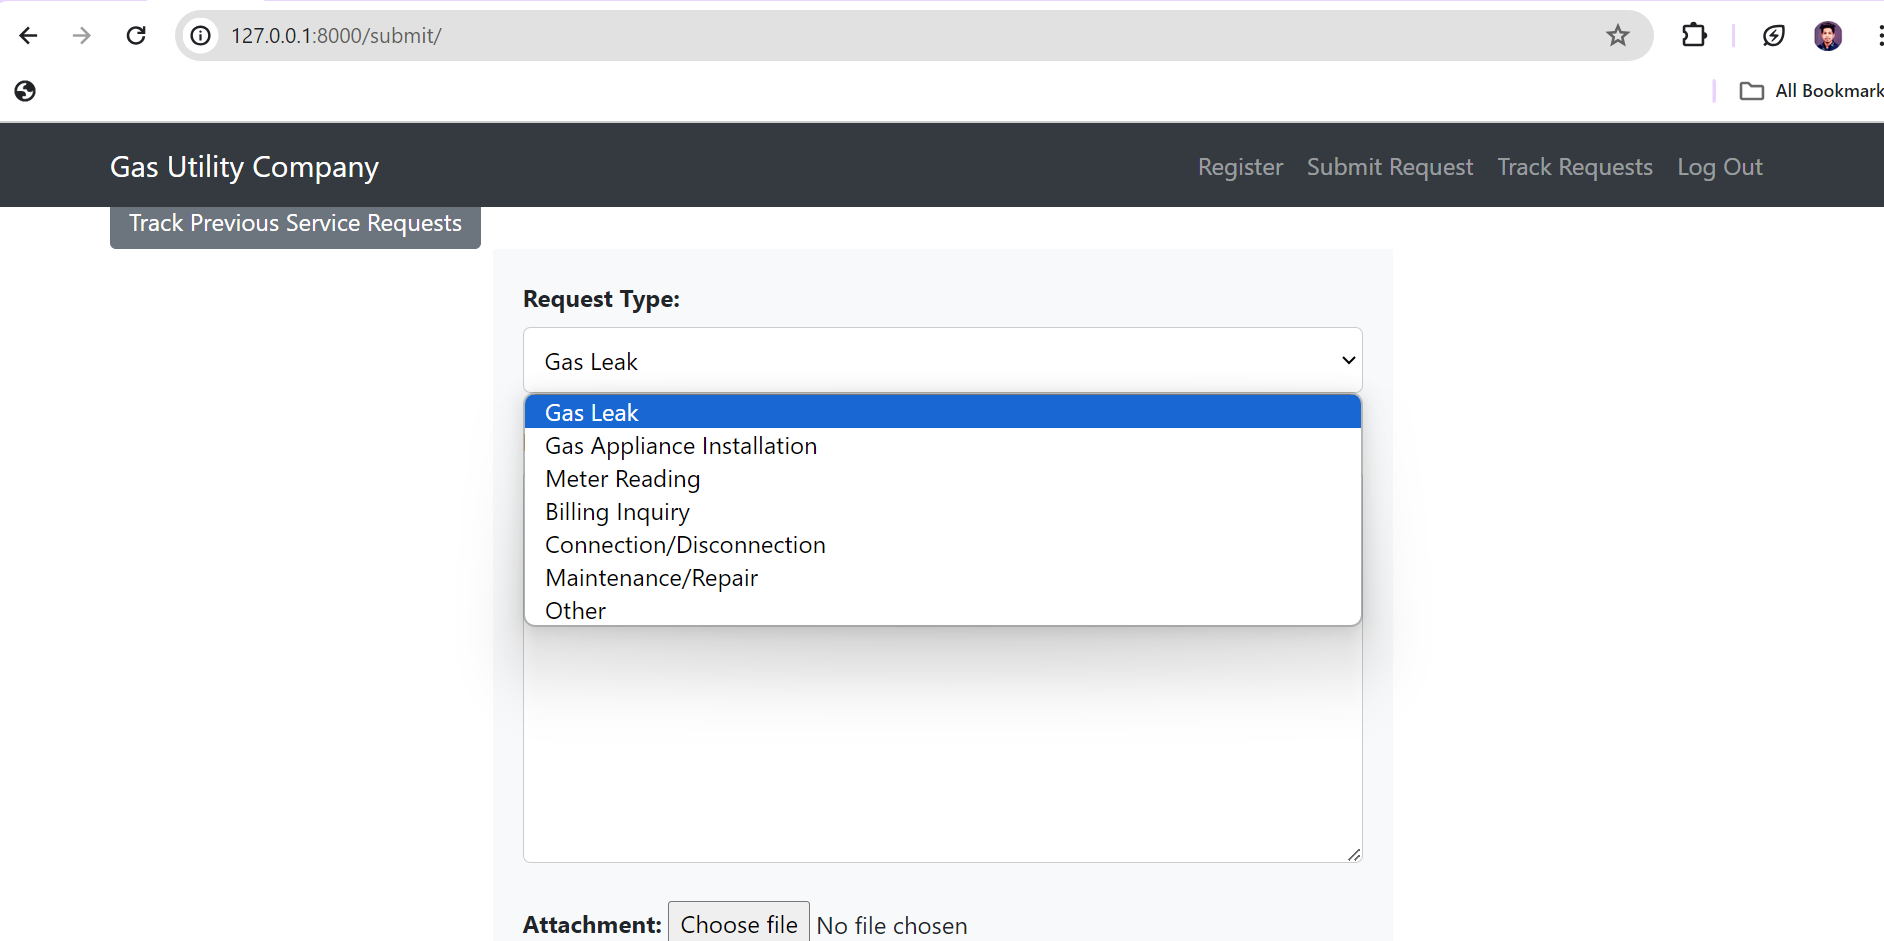 127.0.0.1:8000/submit/
All Bookmark
Gas Utility Company Register Submit Request Track Requests Log Out
Track Previous Service Requests
Request Type:
Gas Leak
Gas Leak
Gas Appliance Installation
Meter Reading
Billing Inquiry
Connection/Disconnection
Maintenance/Repair
Other
Attachment: Choose file No file chosen